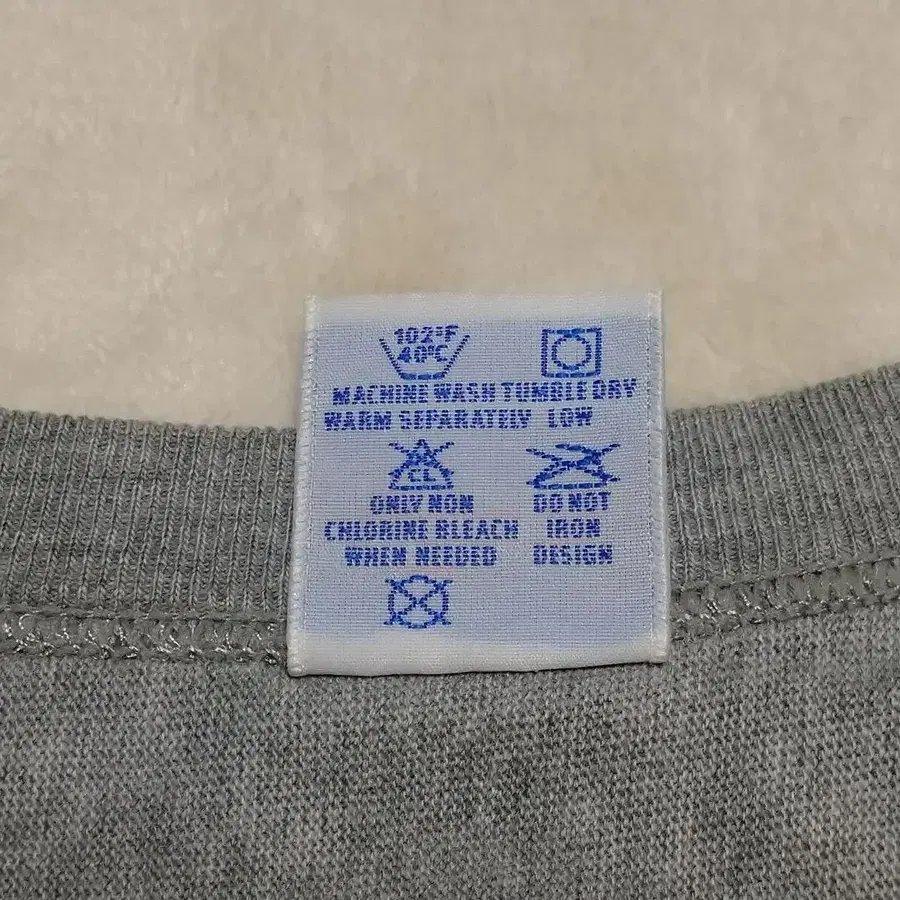 102°F
40°C
MACHINE WASH
WARM SEPARATELY
TUMBLE DRY
LOW
CL
ONLY NON
CHLORINE BLEACH
WHEN NEEDED
DO NOT
IRON
DESIGN